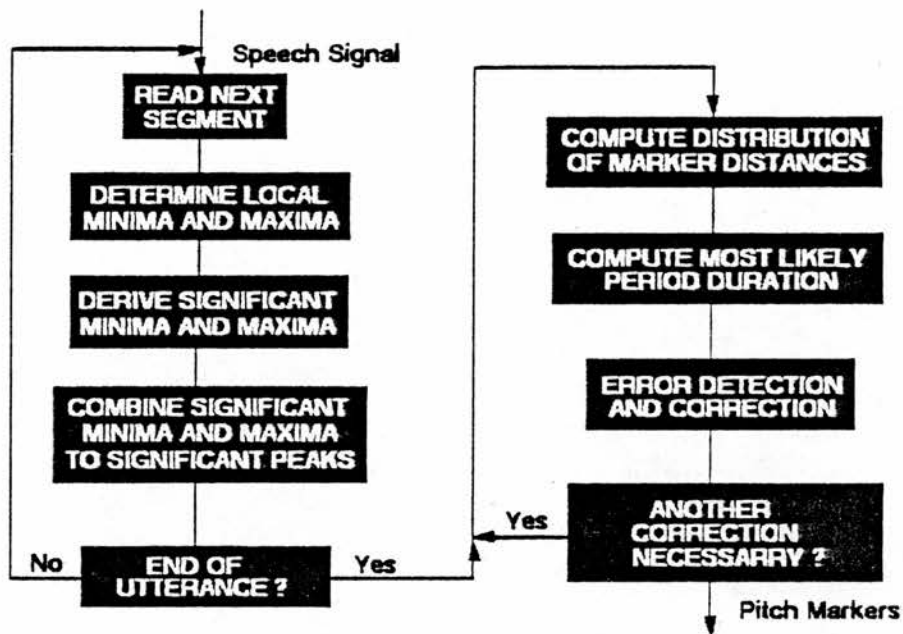 Speech Signal
READ NEXT
SEGMENT
DETERMINE LOCAL
MINIMA AND MAXIMA
DERIVE SIGNIFICANT
MINIMA AND MAXIMA
COMBINE SIGNIFICANT
MINIMA AND MAXIMA
TO SIGNIFICANT PEAKS
No
END OF
UTTERANCE ?
Yes
COMPUTE DISTRIBUTION
OF MARKER DISTANCES
COMPUTE MOST LIKELY
PERIOD DURATION
ERROR DETECTION
AND CORRECTION
Yes
ANOTHER
CORRECTION
NECESSARRY ?
Pitch Markers